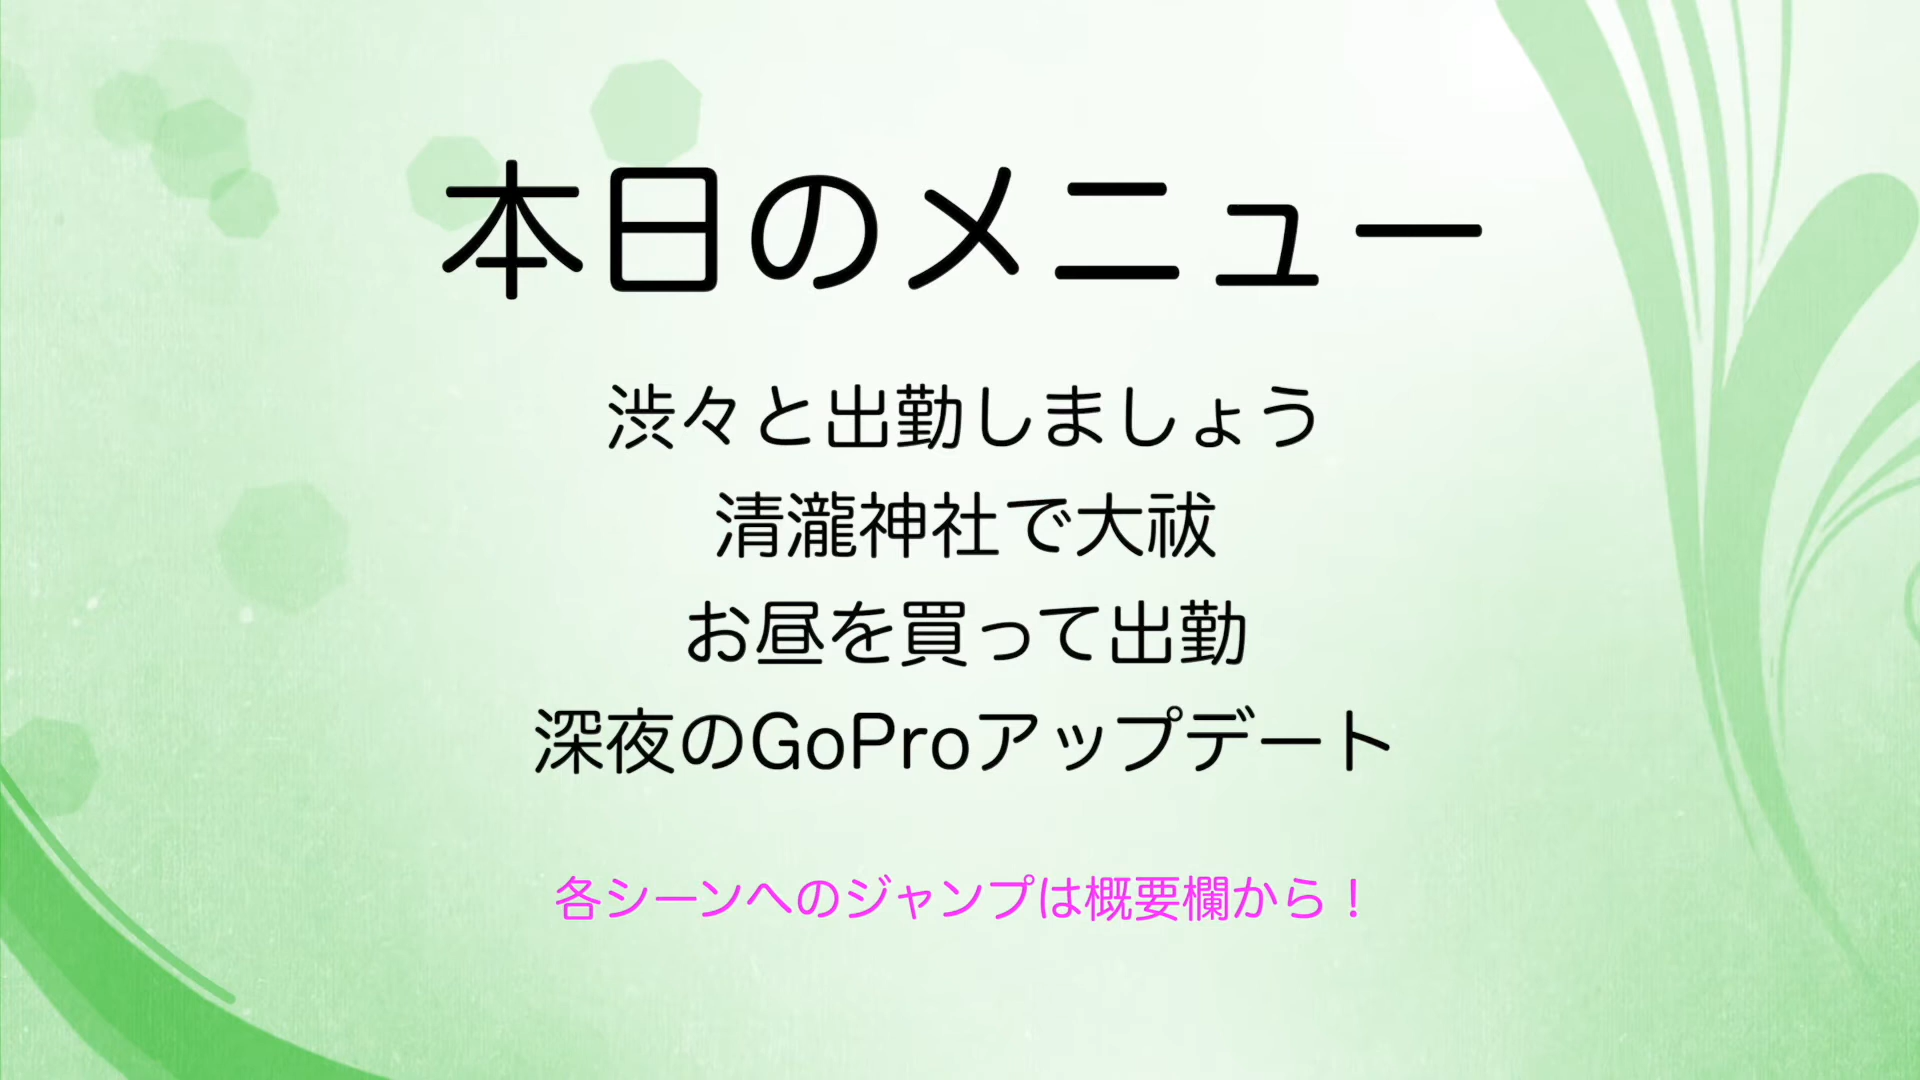 本日のメニュー
渋々と出勤しましょう
清瀧神社で大祓
お昼を買って出勤
深夜のGoProアップデート
各シーンへのジャンプは概要欄から！